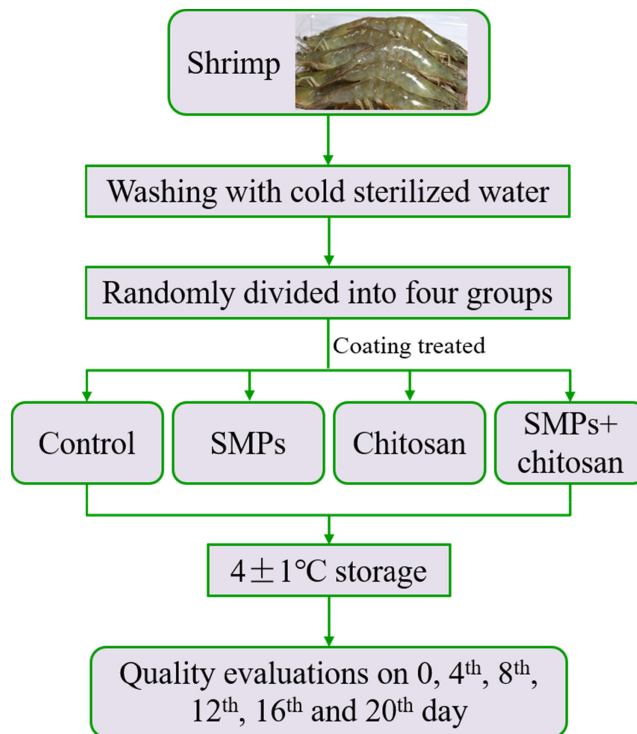 Shrimp
Washing with cold sterilized water
Randomly divided into four groups
Coating treated
Control
SMPs
Chitosan
SMPs+
chitosan
4±1℃ storage
Quality evaluations on 0, 4th, 8th,
12th, 16th and 20th day